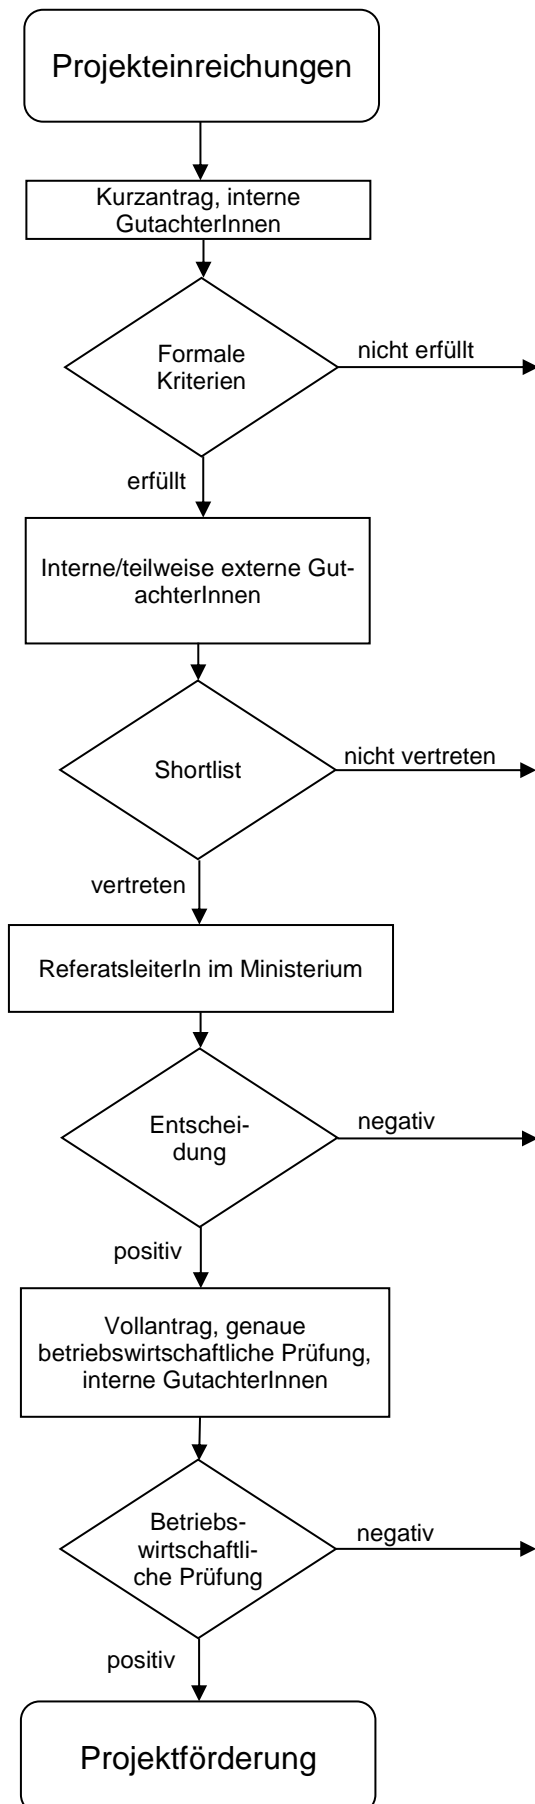 Projekteinreichungen
Kurzantrag, interne
GutachterInnen
Formale
Kriterien
nicht erfüllt
erfüllt
Interne/teilweise externe Gut-
achterInnen
Shortlist
nicht vertreten
vertreten
ReferatsleiterIn im Ministerium
Entschei-
dung
negativ
positiv
Vollantrag, genaue
betriebswirtschaftliche Prüfung,
interne GutachterInnen
Betriebs-
wirtschaftli-
che Prüfung
negativ
positiv
Projektförderung